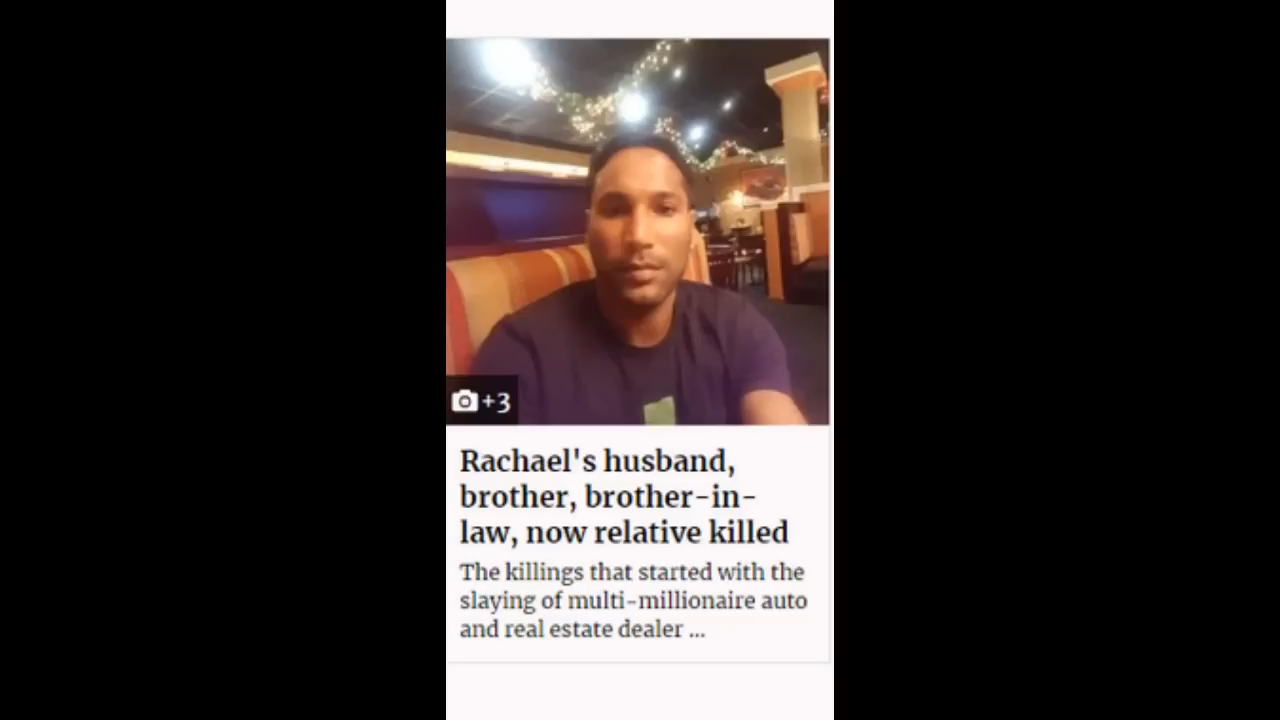 +3
Rachael's husband,
brother, brother-in-
law, now relative killed
The killings that started with the
slaying of multi-millionaire auto
and real estate dealer ...